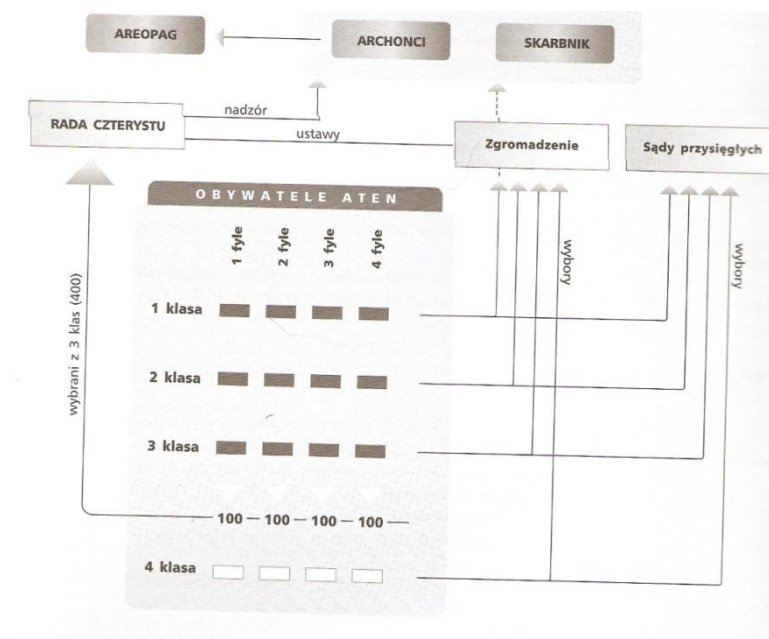 AREOPAG
ARCHONCI
SKARBNIK
RADA CZTERYSTU
nadzór
ustawy
Zgromadzenie
Sądy przysięgłych
OBYWATELE ATEN
1 fyle
2 fyle
3 fyle
4 fyle
wybory
wybory
wybrani z 3 klas (400)
1 klasa
2 klasa
3 klasa
100 — 100 — 100 — 100 —
4 klasa